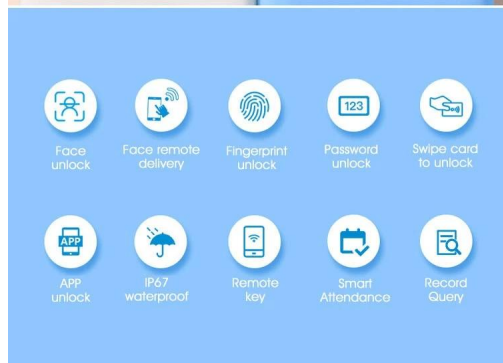 123
Face
unlock
Face remote
delivery
Fingerprint
unlock
Password
unlock
Swipe card
to unlock
APP
APP
unlock
IP67
waterproof
Remote
key
Smart
Attendance
Record
Query